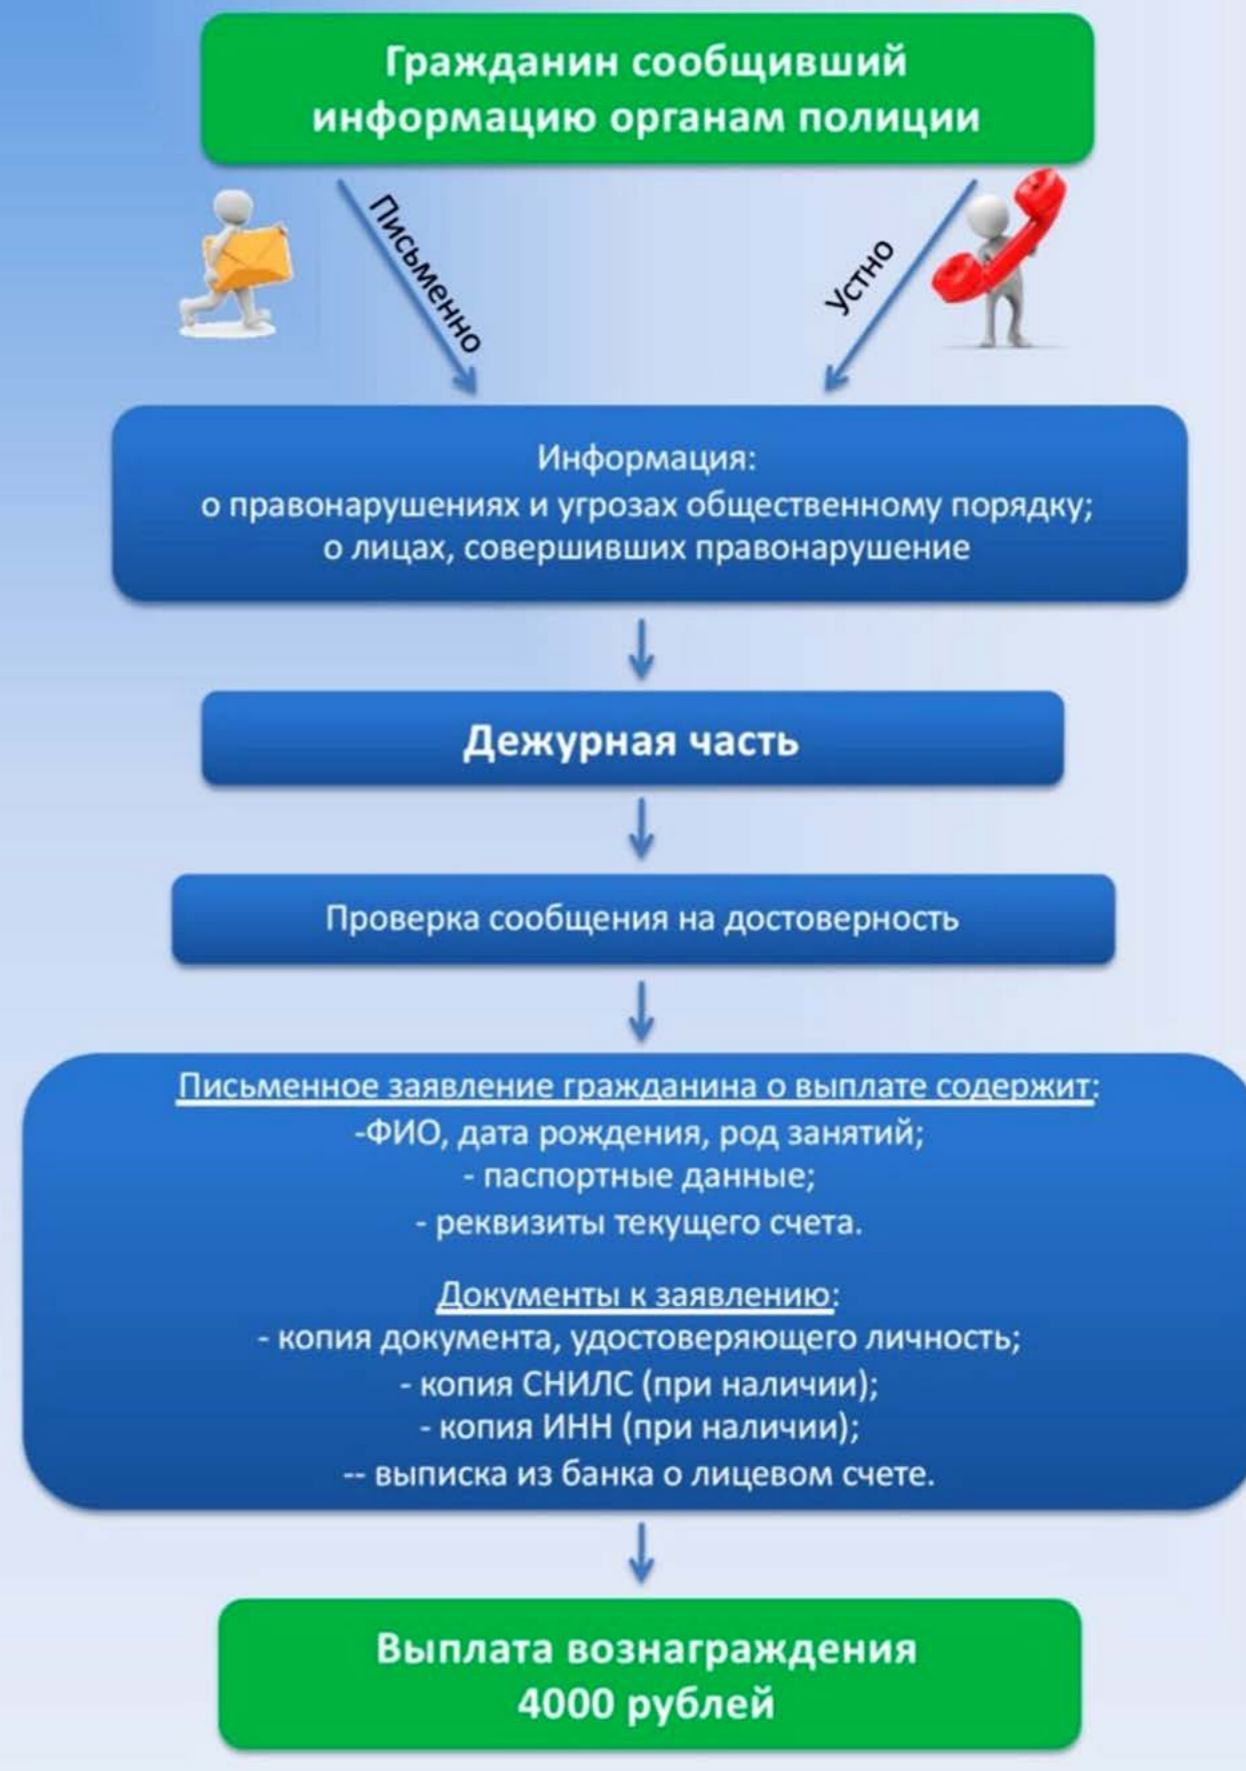 Гражданин сообщивший
информацию органам полиции
Письменно
Устно
Информация:
о правонарушениях и угрозах общественному порядку;
о лицах, совершивших правонарушение
Дежурная часть
Проверка сообщения на достоверность
Письменное заявление гражданина о выплате содержит:
-ФИО, дата рождения, род занятий;
- паспортные данные;
- реквизиты текущего счета.
Документы к заявлению:
- копия документа, удостоверяющего личность;
- копия СНИЛС (при наличии);
- копия ИНН (при наличии);
-- выписка из банка о лицевом счете.
Выплата вознаграждения
4000 рублей